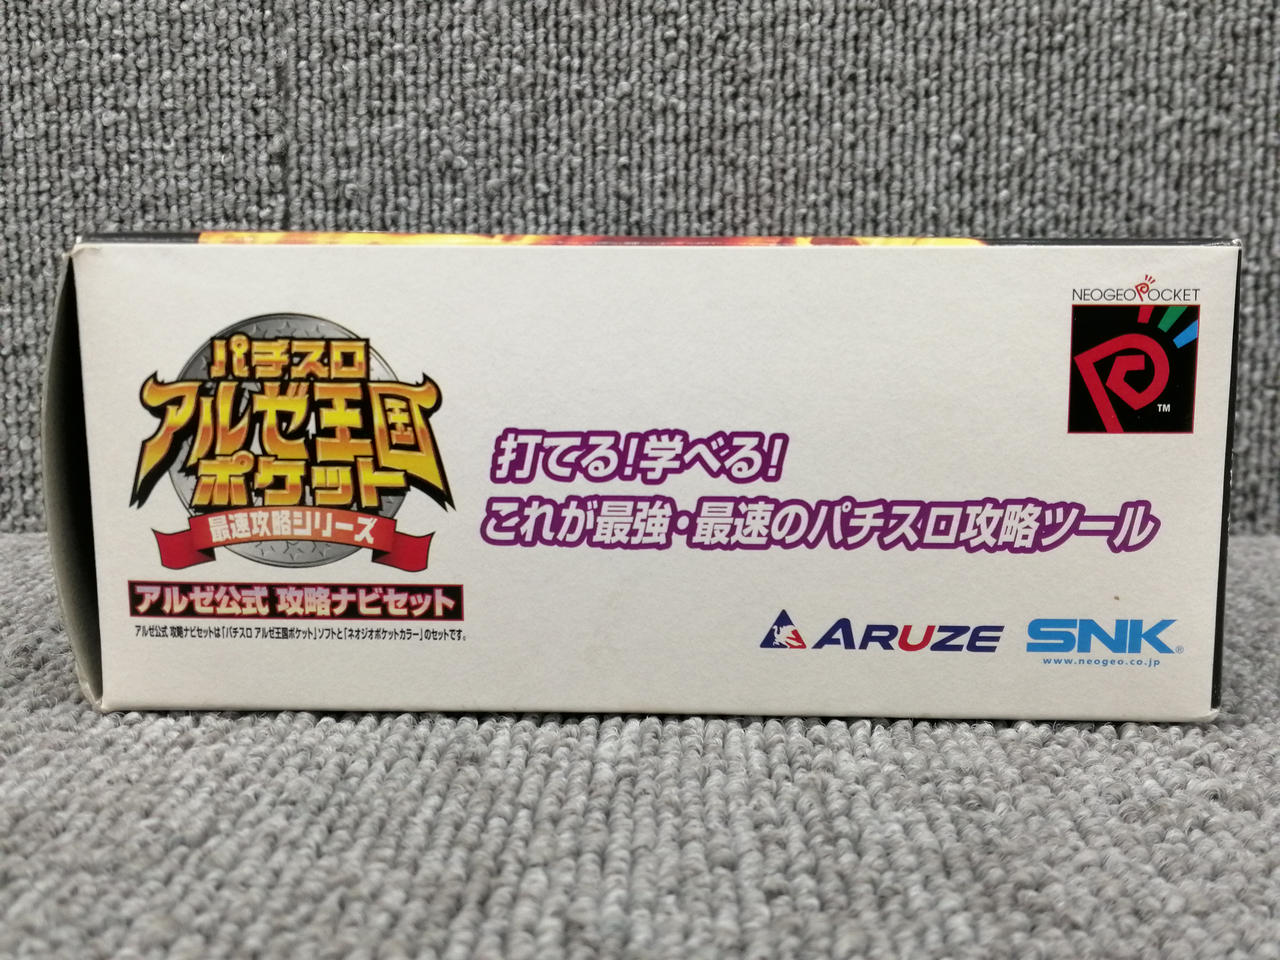 パチスロ
アルゼ王国
ポケット
最速攻略シリーズ
アルゼ公式 攻略ナビセット
アルゼ公式 攻略ナビセットは「パチスロ アルゼ王国ポケット」ソフトと「ネオジオポケットカラー」のセットです。
打てる!学べる!
これが最強・最速のパチスロ攻略ツール
NEOGEO POCKET
TM
ARUZE
SNK®
www.neogeo.co.jp